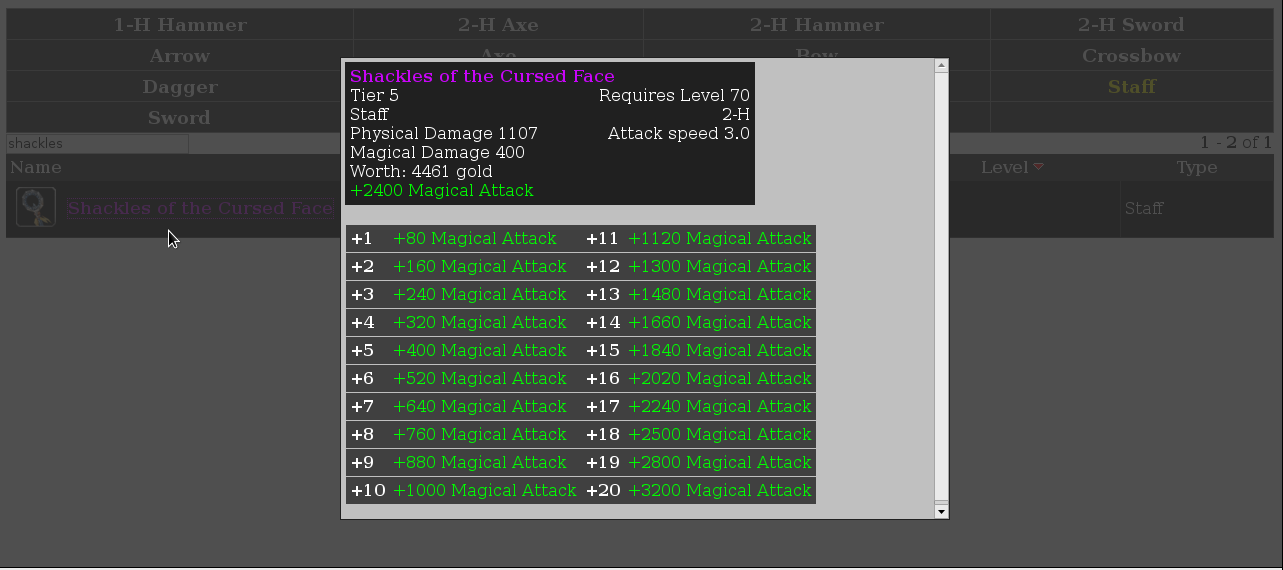 1-H Hammer 2-H Axe 2-H Hammer 2-H Sword
Arrow Axe Bow Crossbow
Dagger Staff
Sword
shackles 1 - 2 of 1
Name Level Type
Shackles of the Cursed Face Staff
Shackles of the Cursed Face
Tier 5 Requires Level 70
Staff 2-H
Physical Damage 1107 Attack speed 3.0
Magical Damage 400
Worth: 4461 gold
+2400 Magical Attack
+1 +80 Magical Attack +11 +1120 Magical Attack
+2 +160 Magical Attack +12 +1300 Magical Attack
+3 +240 Magical Attack +13 +1480 Magical Attack
+4 +320 Magical Attack +14 +1660 Magical Attack
+5 +400 Magical Attack +15 +1840 Magical Attack
+6 +520 Magical Attack +16 +2020 Magical Attack
+7 +640 Magical Attack +17 +2240 Magical Attack
+8 +760 Magical Attack +18 +2500 Magical Attack
+9 +880 Magical Attack +19 +2800 Magical Attack
+10 +1000 Magical Attack +20 +3200 Magical Attack